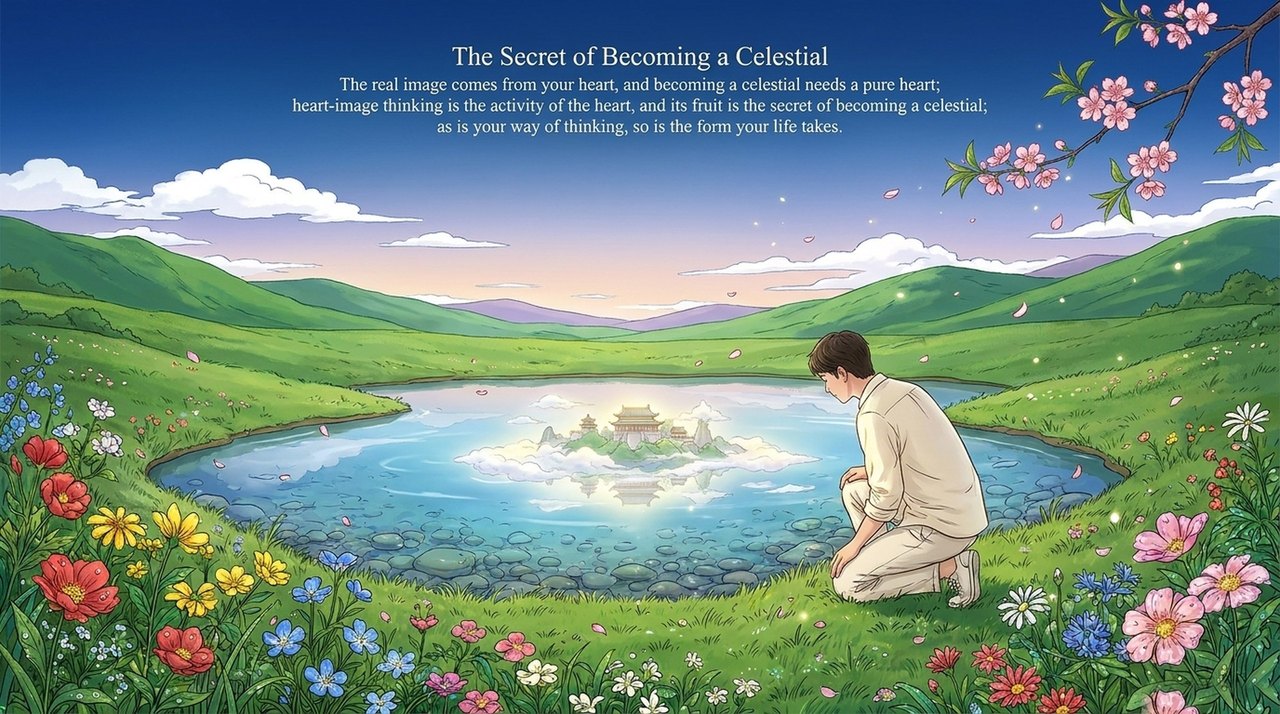 The Secret of Becoming a Celestial
The real image comes from your heart, and becoming a celestial needs a pure heart;
heart-image thinking is the activity of the heart, and its fruit is the secret of becoming a celestial;
as is your way of thinking, so is the form your life takes.